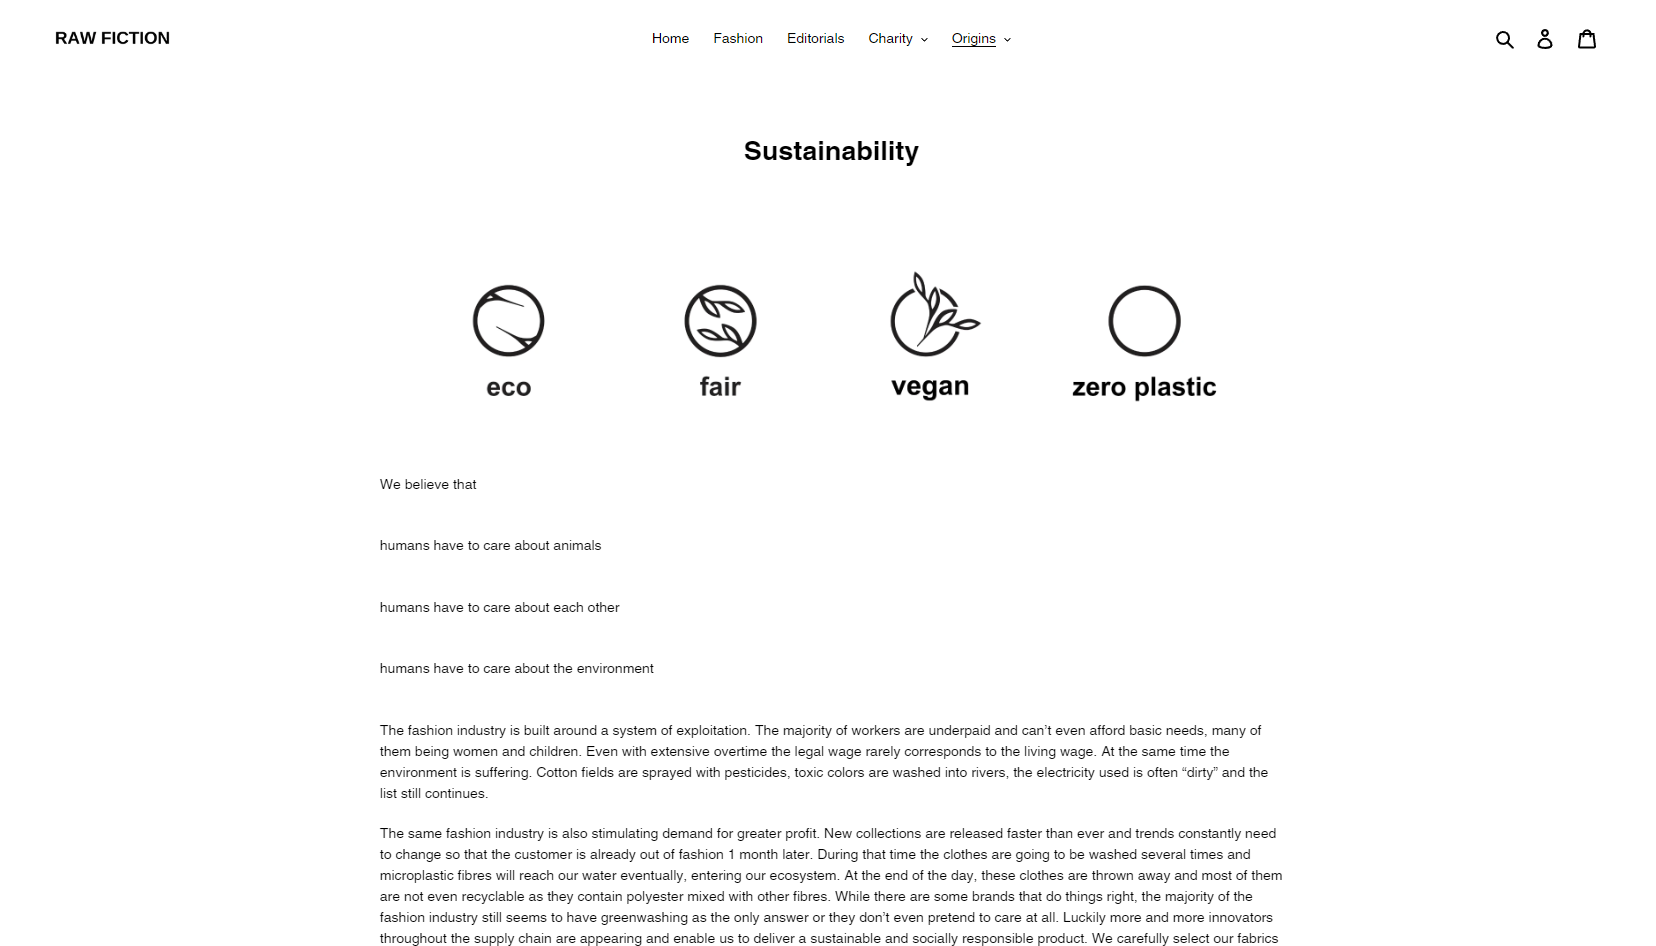 RAW FICTION
Home Fashion Editorials Charity Origins
Sustainability
eco fair vegan zero plastic
We believe that
humans have to care about animals
humans have to care about each other
humans have to care about the environment
The fashion industry is built around a system of exploitation. The majority of workers are underpaid and can’t even afford basic needs, many of
them being women and children. Even with extensive overtime the legal wage rarely corresponds to the living wage. At the same time the
environment is suffering. Cotton fields are sprayed with pesticides, toxic colors are washed into rivers, the electricity used is often “dirty” and the
list still continues.
The same fashion industry is also stimulating demand for greater profit. New collections are released faster than ever and trends constantly need
to change so that the customer is already out of fashion 1 month later. During that time the clothes are going to be washed several times and
microplastic fibres will reach our water eventually, entering our ecosystem. At the end of the day, these clothes are thrown away and most of them
are not even recyclable as they contain polyester mixed with other fibres. While there are some brands that do things right, the majority of the
fashion industry still seems to have greenwashing as the only answer or they don’t even pretend to care at all. Luckily more and more innovators
throughout the supply chain are appearing and enable us to deliver a sustainable and socially responsible product. We carefully select our fabrics